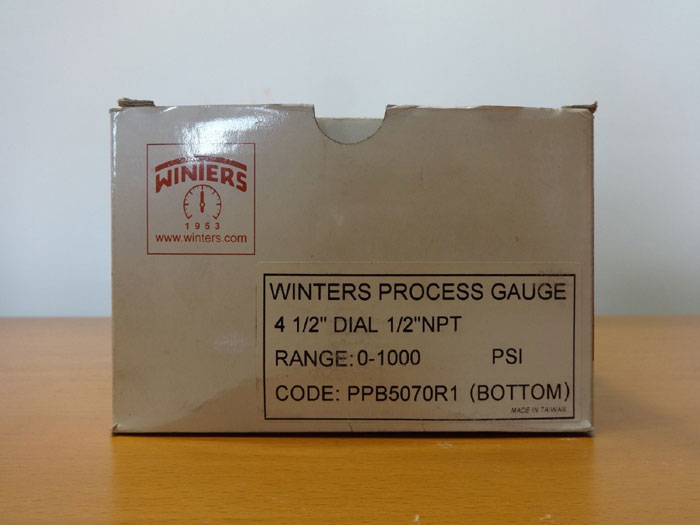 WINTERS
1953
www.winters.com
WINTERS PROCESS GAUGE
4 1/2" DIAL 1/2"NPT
RANGE: 0-1000 PSI
CODE: PPB5070R1 (BOTTOM)
MADE IN TAIWAN